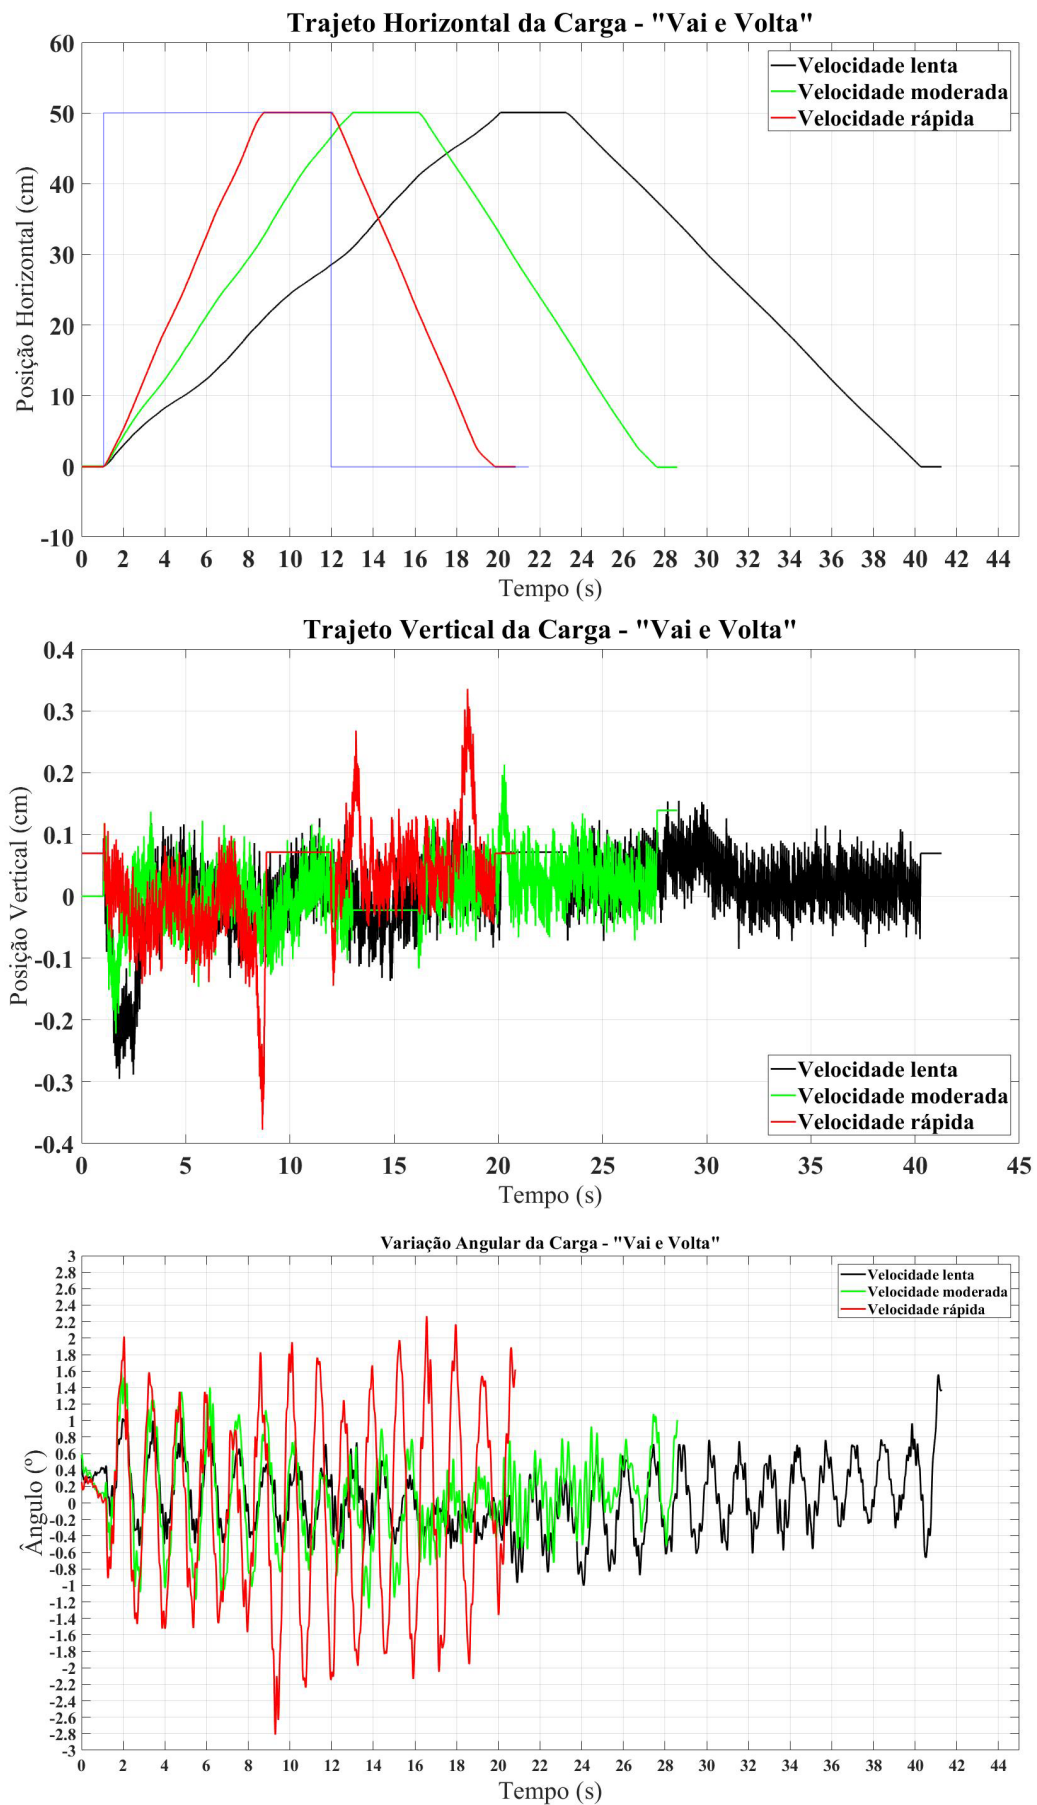 Trajeto Horizontal da Carga - "Vai e Volta"
60
50
40
30
20
10
0
-10
Posição Horizontal (cm)
Velocidade lenta
Velocidade moderada
Velocidade rápida
0 2 4 6 8 10 12 14 16 18 20 22 24 26 28 30 32 34 36 38 40 42 44
Tempo (s)
Trajeto Vertical da Carga - "Vai e Volta"
0.4
0.3
0.2
0.1
0
-0.1
-0.2
-0.3
-0.4
Posição Vertical (cm)
Velocidade lenta
Velocidade moderada
Velocidade rápida
0 5 10 15 20 25 30 35 40 45
Tempo (s)
Variação Angular da Carga - "Vai e Volta"
3
2.8
2.6
2.4
2.2
2
1.8
1.6
1.4
1.2
1
0.8
0.6
0.4
0.2
0
-0.2
-0.4
-0.6
-0.8
-1
-1.2
-1.4
-1.6
-1.8
-2
-2.2
-2.4
-2.6
-2.8
-3
Ângulo (º)
Velocidade lenta
Velocidade moderada
Velocidade rápida
0 2 4 6 8 10 12 14 16 18 20 22 24 26 28 30 32 34 36 38 40 42 44
Tempo (s)